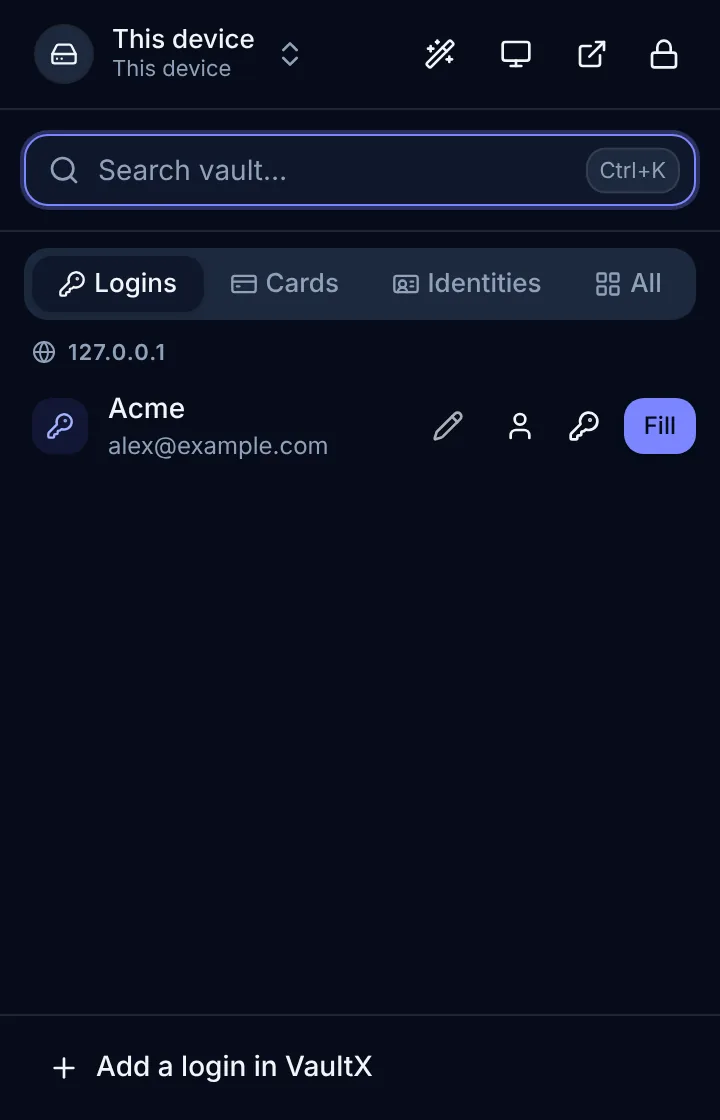 This device
This device
Search vault...
Ctrl+K
Logins
Cards
Identities
All
127.0.0.1
Acme
alex@example.com
Fill
Add a login in VaultX